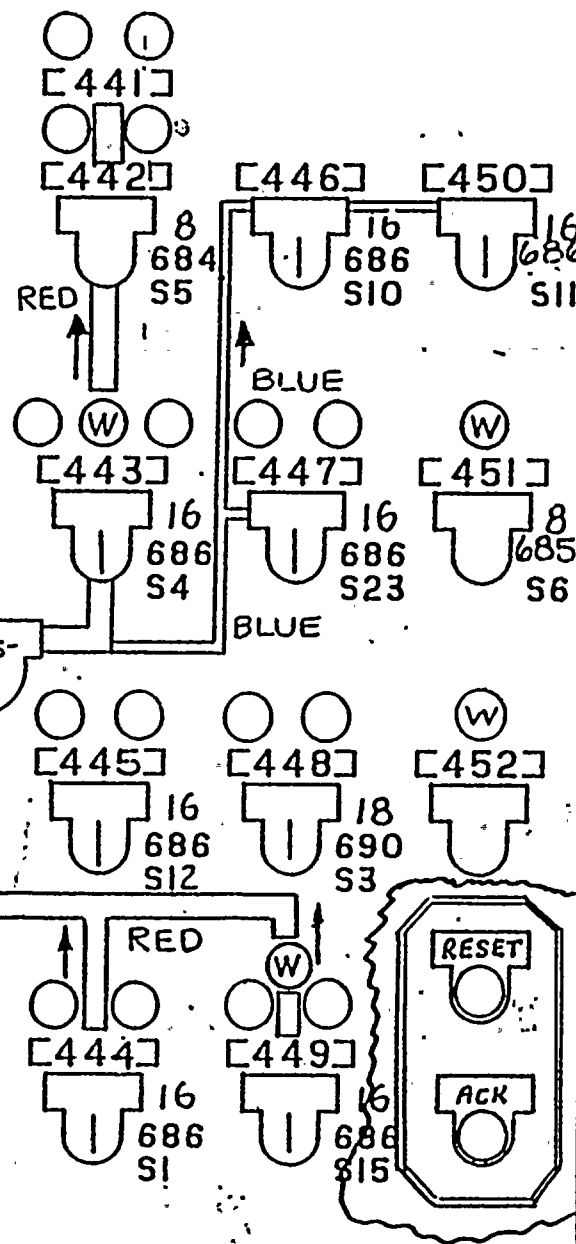 [441]
[442] [446] [450]
8 16 16
684 686 686
S5 S10 S11
RED
BLUE
W W
[443] [447] [451]
16 16 8
686 686 685
S4 S23 S6
S-
BLUE
W
[445] [448] [452]
16 18
686 690
S12 S3
RED
W
RESET
[444] [449]
16 16
686 686
S1 S15
ACK